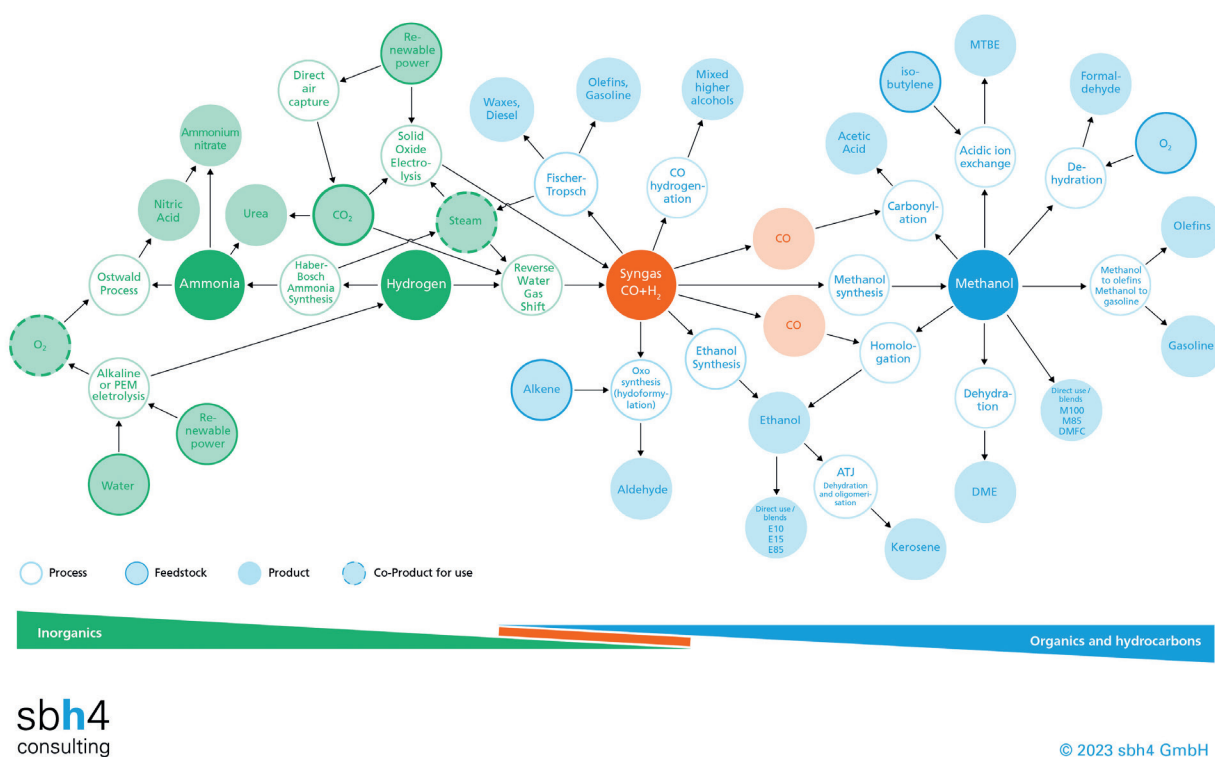 Re-
newable
power
MTBE
Direct
air
capture
iso-
butylene
Formal-
dehyde
Waxes,
Diesel
Olefins,
Gasoline
Mixed
higher
alcohols
Ammonium
nitrate
Solid
Oxide
Electro-
lysis
Acetic
Acid
Acidic ion
exchange
O₂
Fischer-
Tropsch
CO
hydrogen-
ation
De-
hydration
Nitric
Acid
Urea
CO₂
Steam
Carbonyl-
ation
Olefins
CO
Ostwald
Process
Ammonia
Haber-
Bosch
Ammonia
Synthesis
Hydrogen
Reverse
Water
Gas
Shift
Syngas
CO+H₂
Methanol
synthesis
Methanol
Methanol
to olefins
Methanol to
gasoline
CO
O₂
Ethanol
Synthesis
Homolo-
gation
Gasoline
Alkaline
or PEM
eletrolysis
Alkene
Oxo
synthesis
(hydoformy-
lation)
Dehydra-
tion
Direct use /
blends
M100
M85
DMFC
Re-
newable
power
Ethanol
Water
Aldehyde
ATJ
Dehydration
and oligomeri-
sation
DME
Direct use /
blends
E10
E15
E85
Kerosene
Process
Feedstock
Product
Co-Product for use
Inorganics
Organics and hydrocarbons
sbh4
consulting
© 2023 sbh4 GmbH